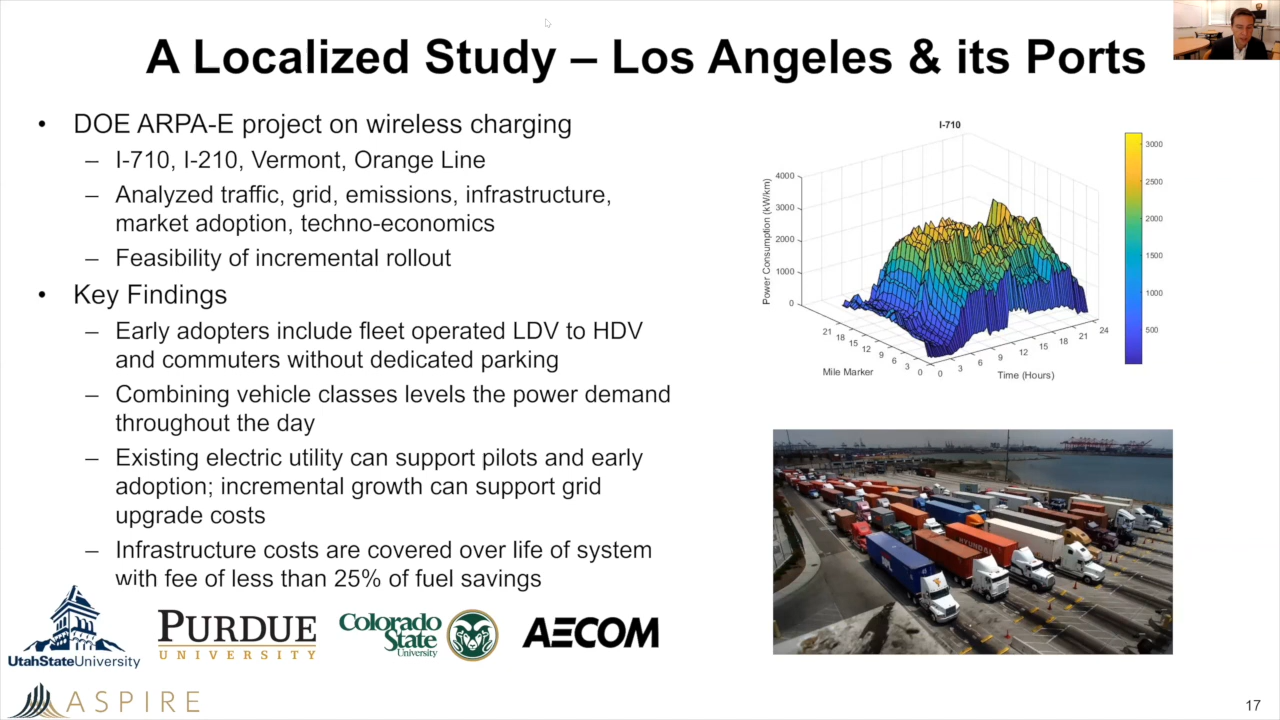 A Localized Study – Los Angeles & its Ports
• DOE ARPA-E project on wireless charging
– I-710, I-210, Vermont, Orange Line
– Analyzed traffic, grid, emissions, infrastructure,
market adoption, techno-economics
– Feasibility of incremental rollout
• Key Findings
– Early adopters include fleet operated LDV to HDV
and commuters without dedicated parking
– Combining vehicle classes levels the power demand
throughout the day
– Existing electric utility can support pilots and early
adoption; incremental growth can support grid
upgrade costs
– Infrastructure costs are covered over life of system
with fee of less than 25% of fuel savings
I-710
Power Consumption (kW/km)
4000
3000
2000
1000
0
21
18
15
12
9
6
3
0
Mile Marker
0
3
6
9
12
15
18
21
24
Time (Hours)
3000
2500
2000
1500
1000
500
HYUNDAI
APL
UtahStateUniversity
PURDUE
UNIVERSITY
Colorado
State
University
AECOM
ASPIRE
17